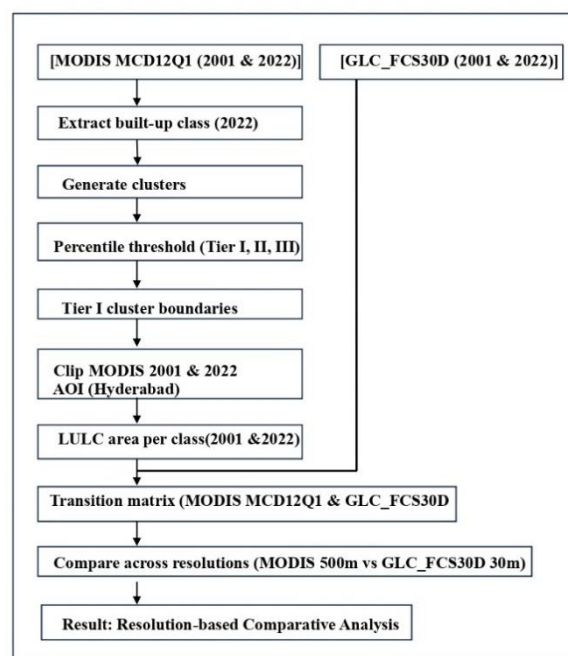 [MODIS MCD12Q1 (2001 & 2022)]
[GLC_FCS30D (2001 & 2022)]
Extract built-up class (2022)
Generate clusters
Percentile threshold (Tier I, II, III)
Tier I cluster boundaries
Clip MODIS 2001 & 2022
AOI (Hyderabad)
LULC area per class(2001 &2022)
Transition matrix (MODIS MCD12Q1 & GLC_FCS30D
Compare across resolutions (MODIS 500m vs GLC_FCS30D 30m)
Result: Resolution-based Comparative Analysis